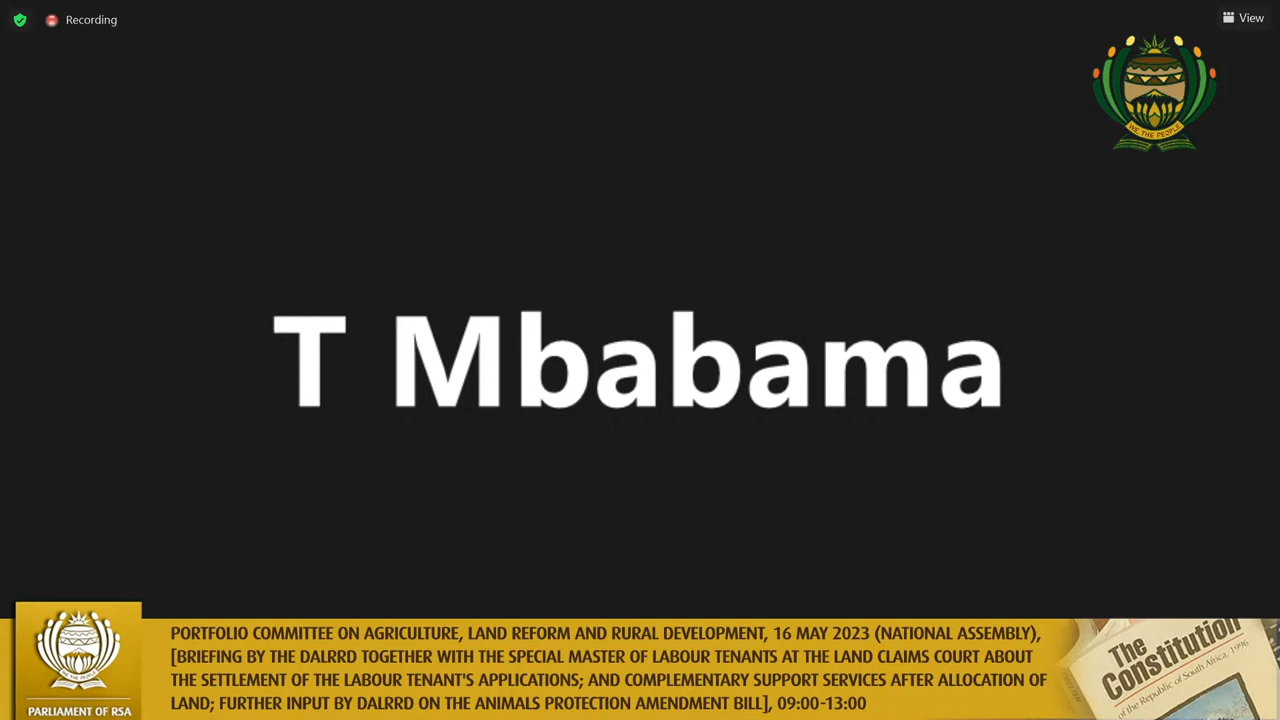 Recording
View
WE, THE PEOPLE
T Mbabama
PORTFOLIO COMMITTEE ON AGRICULTURE, LAND REFORM AND RURAL DEVELOPMENT, 16 MAY 2023 (NATIONAL ASSEMBLY),
[BRIEFING BY THE DALRRD TOGETHER WITH THE SPECIAL MASTER OF LABOUR TENANTS AT THE LAND CLAIMS COURT ABOUT
THE SETTLEMENT OF THE LABOUR TENANT'S APPLICATIONS; AND COMPLEMENTARY SUPPORT SERVICES AFTER ALLOCATION OF
LAND; FURTHER INPUT BY DALRRD ON THE ANIMALS PROTECTION AMENDMENT BILL], 09:00-13:00
PARLIAMENT OF RSA
The
Constitution
of the Republic of South Africa, 1996